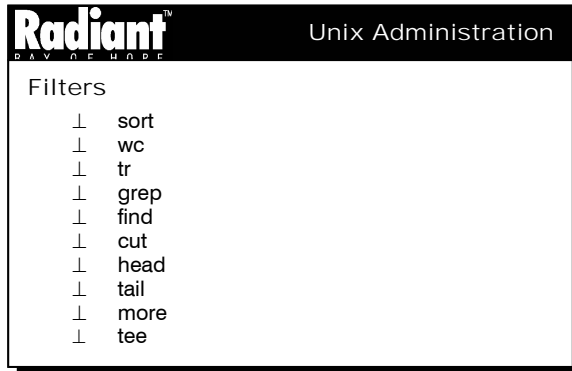 Radiant™
RAY OF HOPE
Unix Administration
Filters
⊥ sort
⊥ wc
⊥ tr
⊥ grep
⊥ find
⊥ cut
⊥ head
⊥ tail
⊥ more
⊥ tee